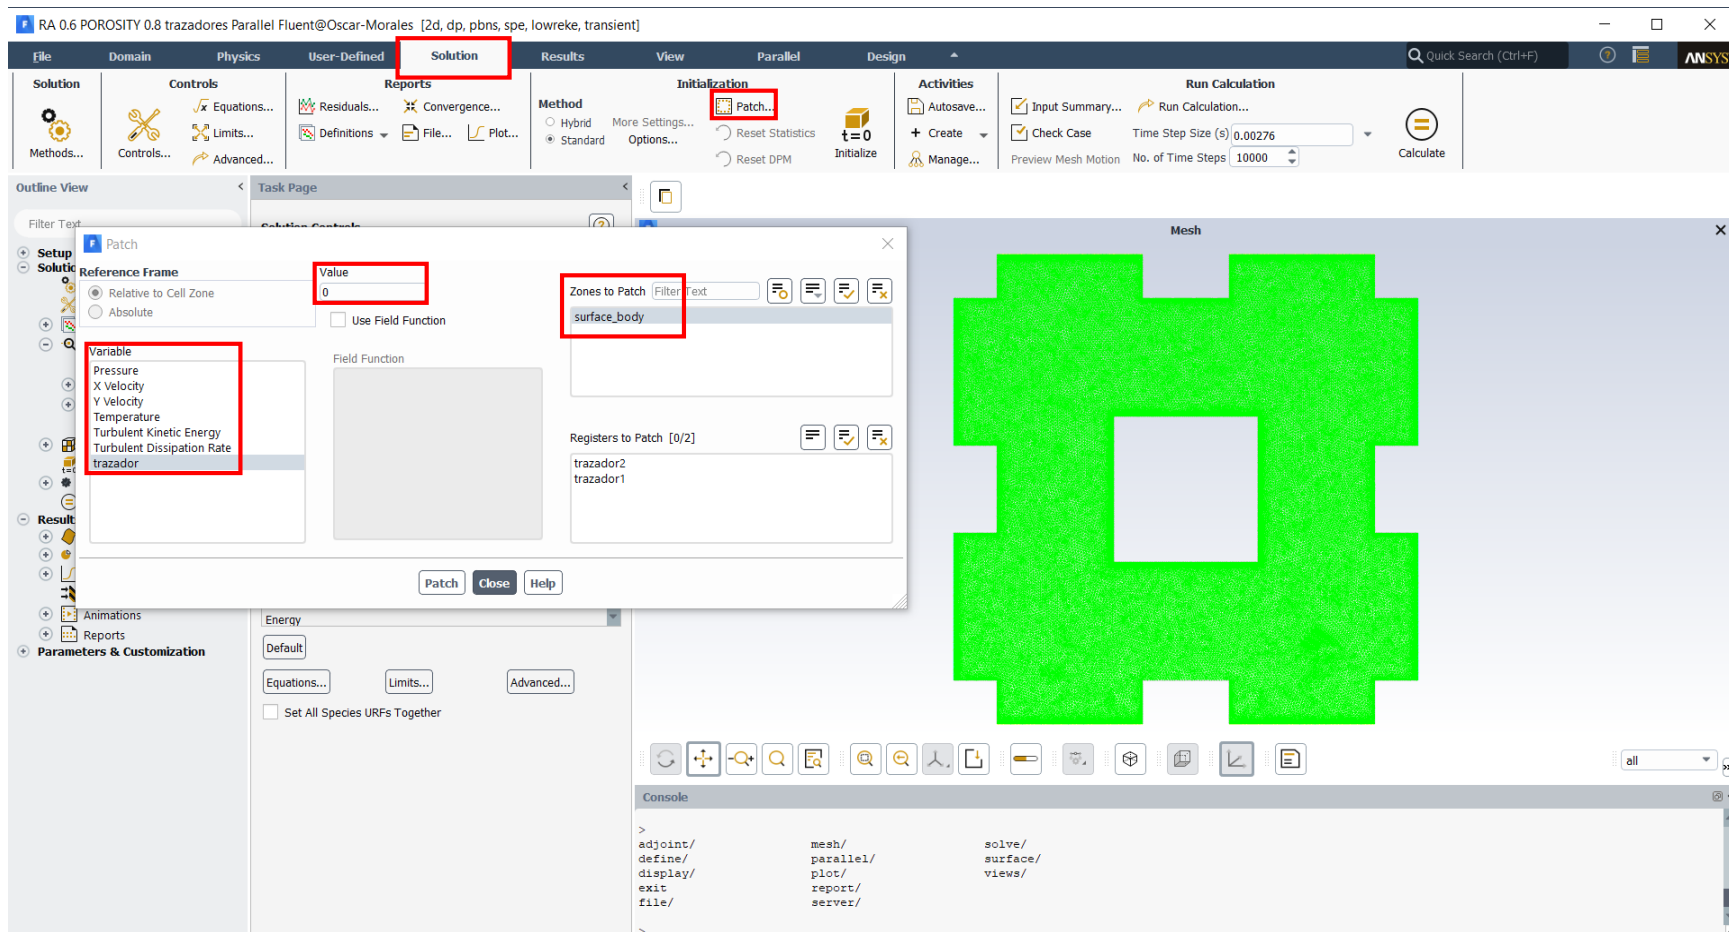 RA 0.6 POROSITY 0.8 trazadores Parallel Fluent@Oscar-Morales [2d, dp, pbns, spe, lowreke, transient]
File Domain Physics User-Defined Solution Results View Parallel Design Quick Search (Ctrl+F) ANSYS
Solution Controls Reports Initialization Activities Run Calculation
Equations... Residuals... Convergence... Method Patch... Autosave... Input Summary... Run Calculation...
Hybrid More Settings...
Limits... Definitions File... Plot... Standard Options... Reset Statistics t=0 Create Check Case Time Step Size (s) 0.00276
Methods... Controls... Advanced... Reset DPM Initialize Manage... Preview Mesh Motion No. of Time Steps 10000 Calculate
Outline View Task Page
Filter Text
Solution Controls
Mesh
Setup
Solutio
Result
Animations
Reports
Parameters & Customization
Patch
Reference Frame
Relative to Cell Zone
Absolute
Value
0
Use Field Function
Zones to Patch Filter Text
surface_body
Variable
Pressure
X Velocity
Y Velocity
Temperature
Turbulent Kinetic Energy
Turbulent Dissipation Rate
trazador
Field Function
Registers to Patch [0/2]
trazador2
trazador1
Patch Close Help
Energy
Default
Equations... Limits... Advanced...
Set All Species URFs Together
all
Console
>
adjoint/ mesh/ solve/
define/ parallel/ surface/
display/ plot/ views/
exit report/
file/ server/
>